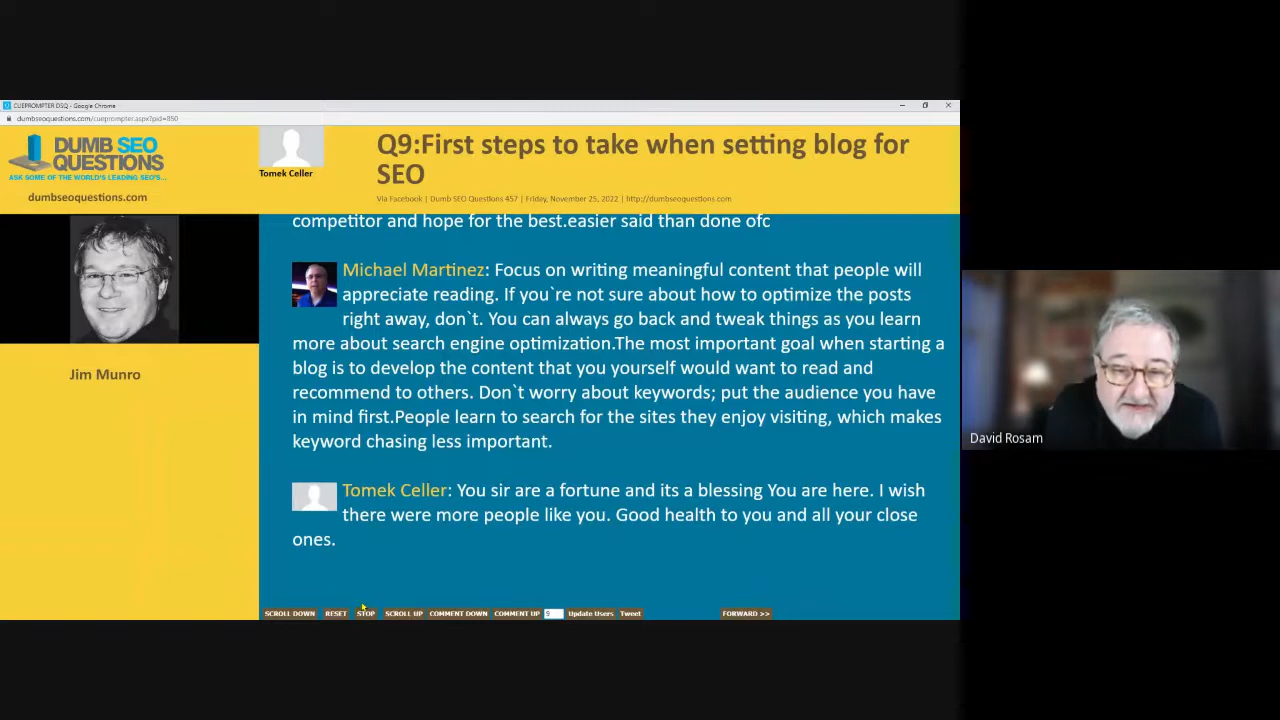 CUEPROMPTER DSQ - Google Chrome
dumbseoquestions.com/cueprompter.aspx?pid=850
DUMB SEO
QUESTIONS
ASK SOME OF THE WORLD'S LEADING SEO'S...
dumbseoquestions.com
Tomek Celler
Q9:First steps to take when setting blog for
SEO
Via Facebook | Dumb SEO Questions 457 | Friday, November 25, 2022 | http://dumbseoquestions.com
Jim Munro
competitor and hope for the best.easier said than done ofc
Michael Martinez: Focus on writing meaningful content that people will
appreciate reading. If you`re not sure about how to optimize the posts
right away, don`t. You can always go back and tweak things as you learn
more about search engine optimization.The most important goal when starting a
blog is to develop the content that you yourself would want to read and
recommend to others. Don`t worry about keywords; put the audience you have
in mind first.People learn to search for the sites they enjoy visiting, which makes
keyword chasing less important.
Tomek Celler: You sir are a fortune and its a blessing You are here. I wish
there were more people like you. Good health to you and all your close
ones.
SCROLL DOWN RESET STOP SCROLL UP COMMENT DOWN COMMENT UP 9 Update Users Tweet FORWARD >>
David Rosam